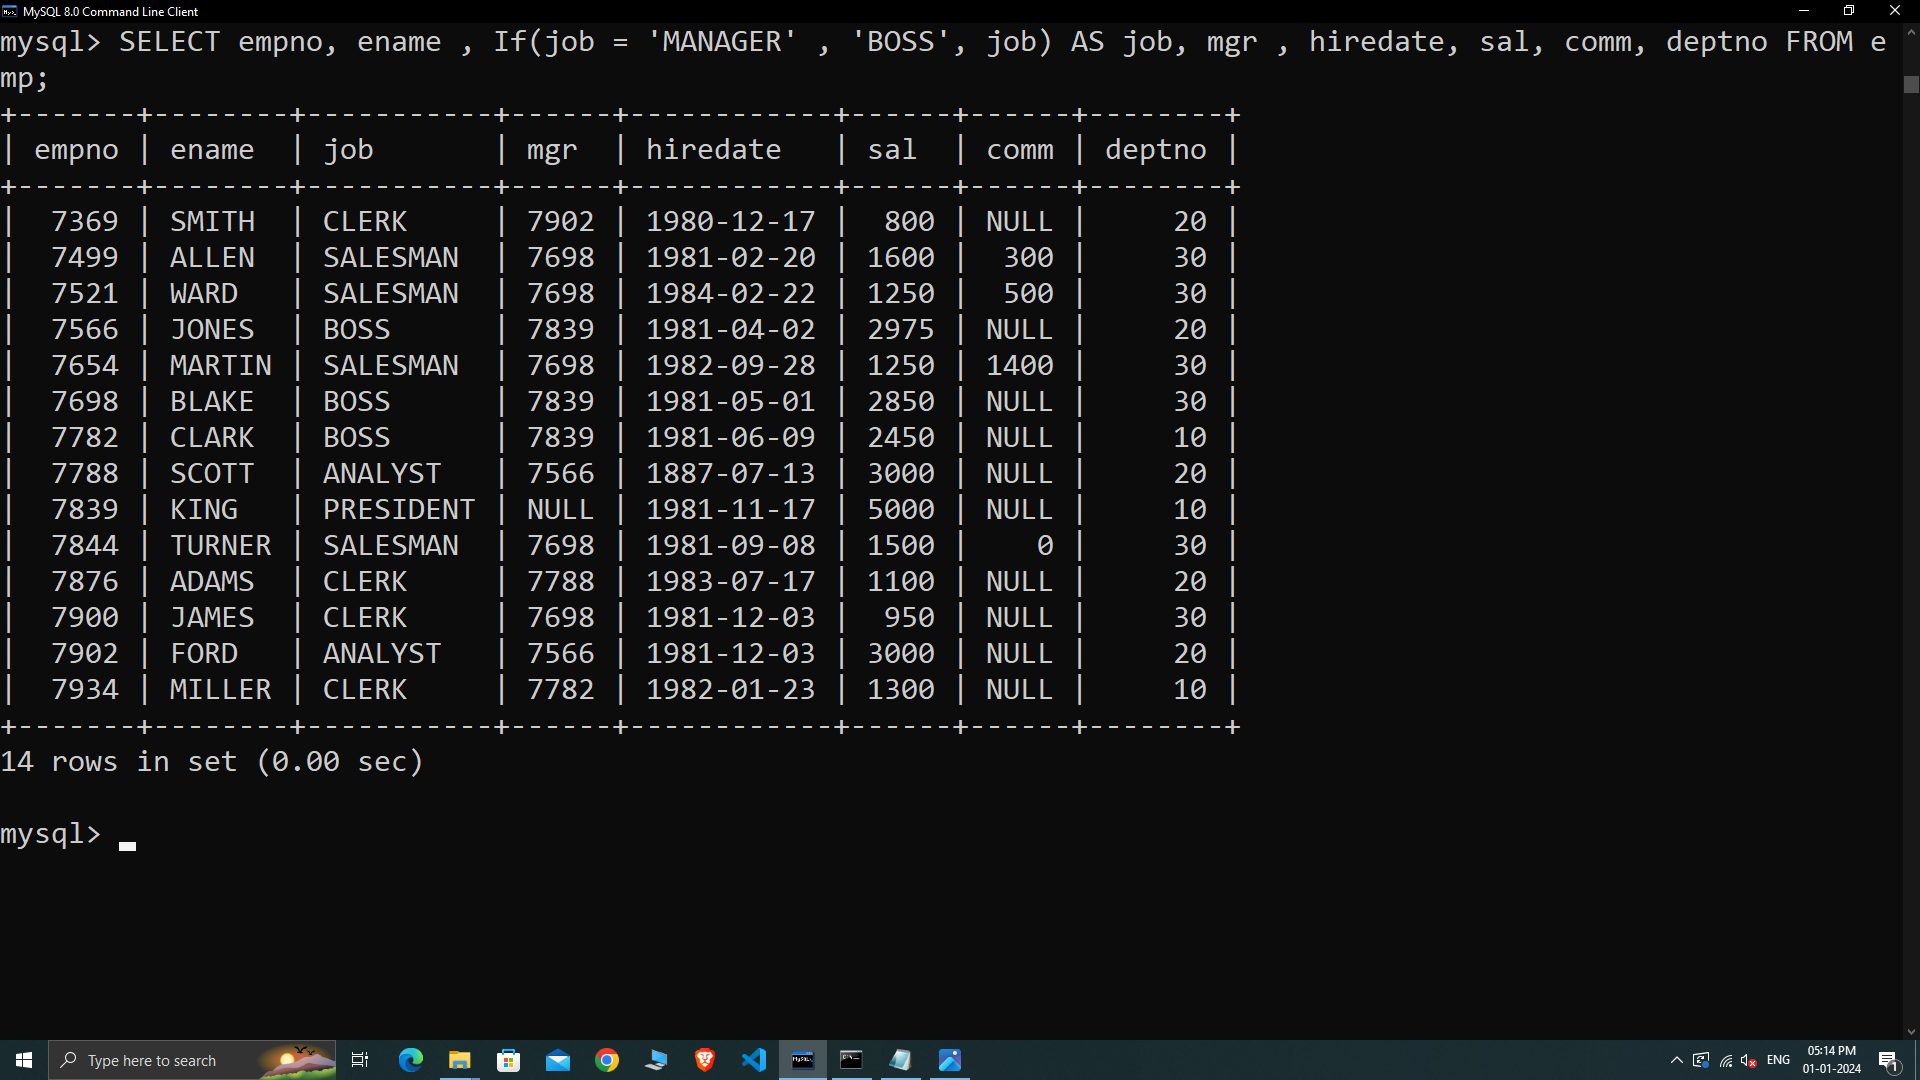 MySQL 8.0 Command Line Client
mysql> SELECT empno, ename , If(job = 'MANAGER' , 'BOSS', job) AS job, mgr , hiredate, sal, comm, deptno FROM e
mp;
+-------+--------+-----------+------+------------+------+------+--------+
| empno | ename  | job       | mgr  | hiredate   | sal  | comm | deptno |
+-------+--------+-----------+------+------------+------+------+--------+
|  7369 | SMITH  | CLERK     | 7902 | 1980-12-17 |  800 | NULL |     20 |
|  7499 | ALLEN  | SALESMAN  | 7698 | 1981-02-20 | 1600 |  300 |     30 |
|  7521 | WARD   | SALESMAN  | 7698 | 1984-02-22 | 1250 |  500 |     30 |
|  7566 | JONES  | BOSS      | 7839 | 1981-04-02 | 2975 | NULL |     20 |
|  7654 | MARTIN | SALESMAN  | 7698 | 1982-09-28 | 1250 | 1400 |     30 |
|  7698 | BLAKE  | BOSS      | 7839 | 1981-05-01 | 2850 | NULL |     30 |
|  7782 | CLARK  | BOSS      | 7839 | 1981-06-09 | 2450 | NULL |     10 |
|  7788 | SCOTT  | ANALYST   | 7566 | 1887-07-13 | 3000 | NULL |     20 |
|  7839 | KING   | PRESIDENT | NULL | 1981-11-17 | 5000 | NULL |     10 |
|  7844 | TURNER | SALESMAN  | 7698 | 1981-09-08 | 1500 |    0 |     30 |
|  7876 | ADAMS  | CLERK     | 7788 | 1983-07-17 | 1100 | NULL |     20 |
|  7900 | JAMES  | CLERK     | 7698 | 1981-12-03 |  950 | NULL |     30 |
|  7902 | FORD   | ANALYST   | 7566 | 1981-12-03 | 3000 | NULL |     20 |
|  7934 | MILLER | CLERK     | 7782 | 1982-01-23 | 1300 | NULL |     10 |
+-------+--------+-----------+------+------------+------+------+--------+
14 rows in set (0.00 sec)
mysql>
Type here to search
ENG
05:14 PM
01-01-2024
1